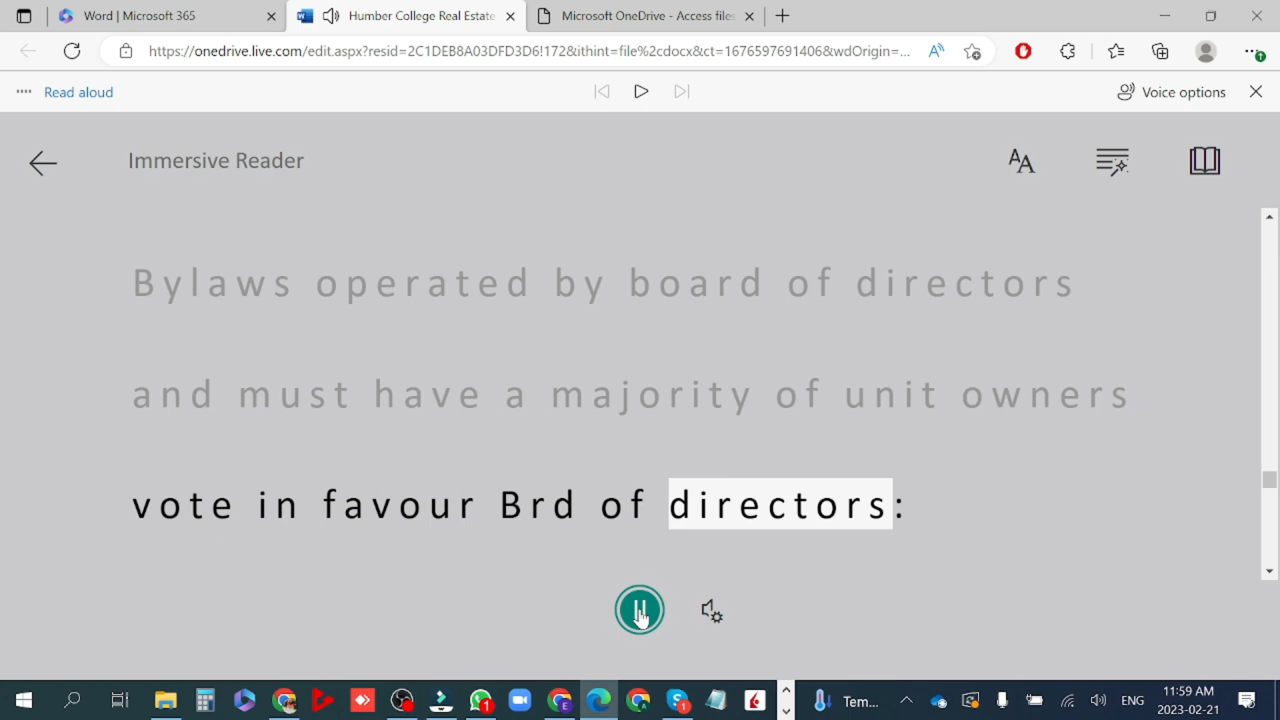 Word | Microsoft 365
Humber College Real Estate
Microsoft OneDrive - Access files
https://onedrive.live.com/edit.aspx?resid=2C1DEB8A03DFD3D6!172&ithint=file%2cdocx&ct=1676597691406&wdOrigin=...
Read aloud
Voice options
Immersive Reader
Bylaws operated by board of directors
and must have a majority of unit owners
vote in favour Brd of directors:
Tem...
ENG
11:59 AM
2023-02-21